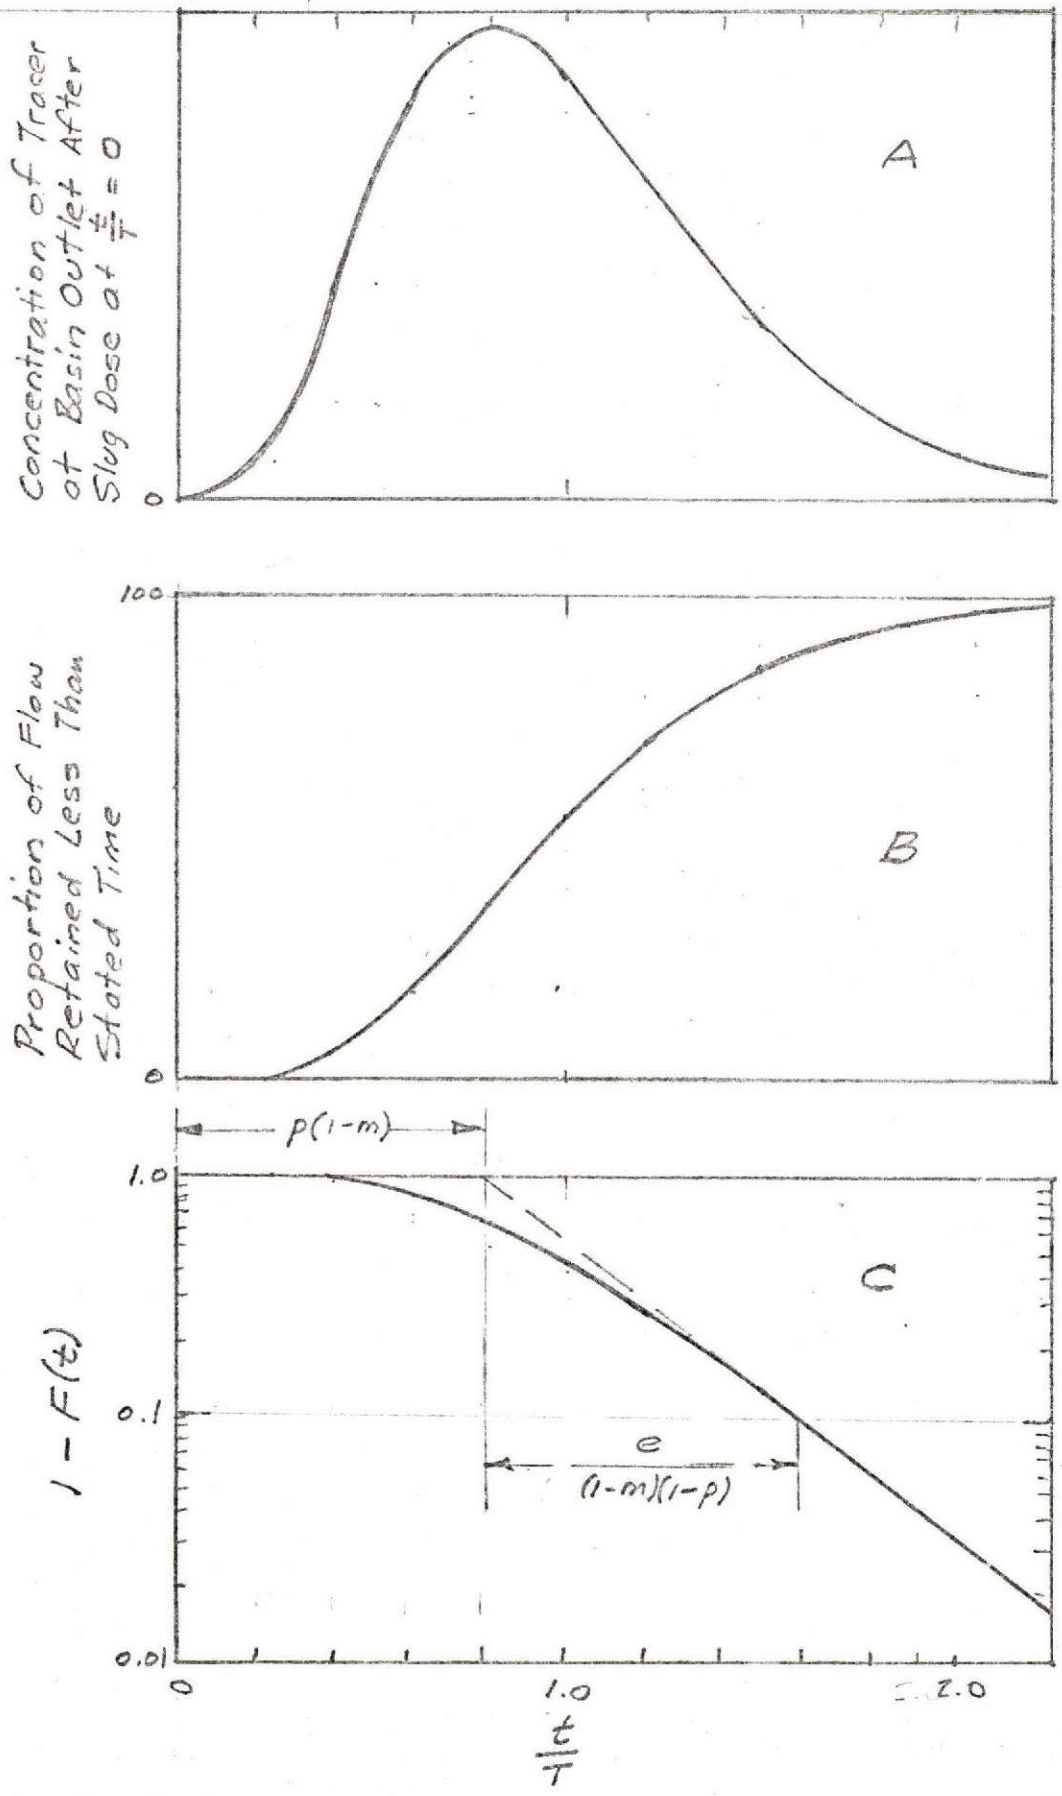 Concentration of Tracer
at Basin Outlet After
Slug Dose at t/T = 0
A
0
100
Proportion of Flow
Retained Less Than
Stated Time
B
0
p(1-m)
1.0
C
1-F(t)
0.1
e
(1-m)(1-p)
0.01
0
1.0
2.0
t
T